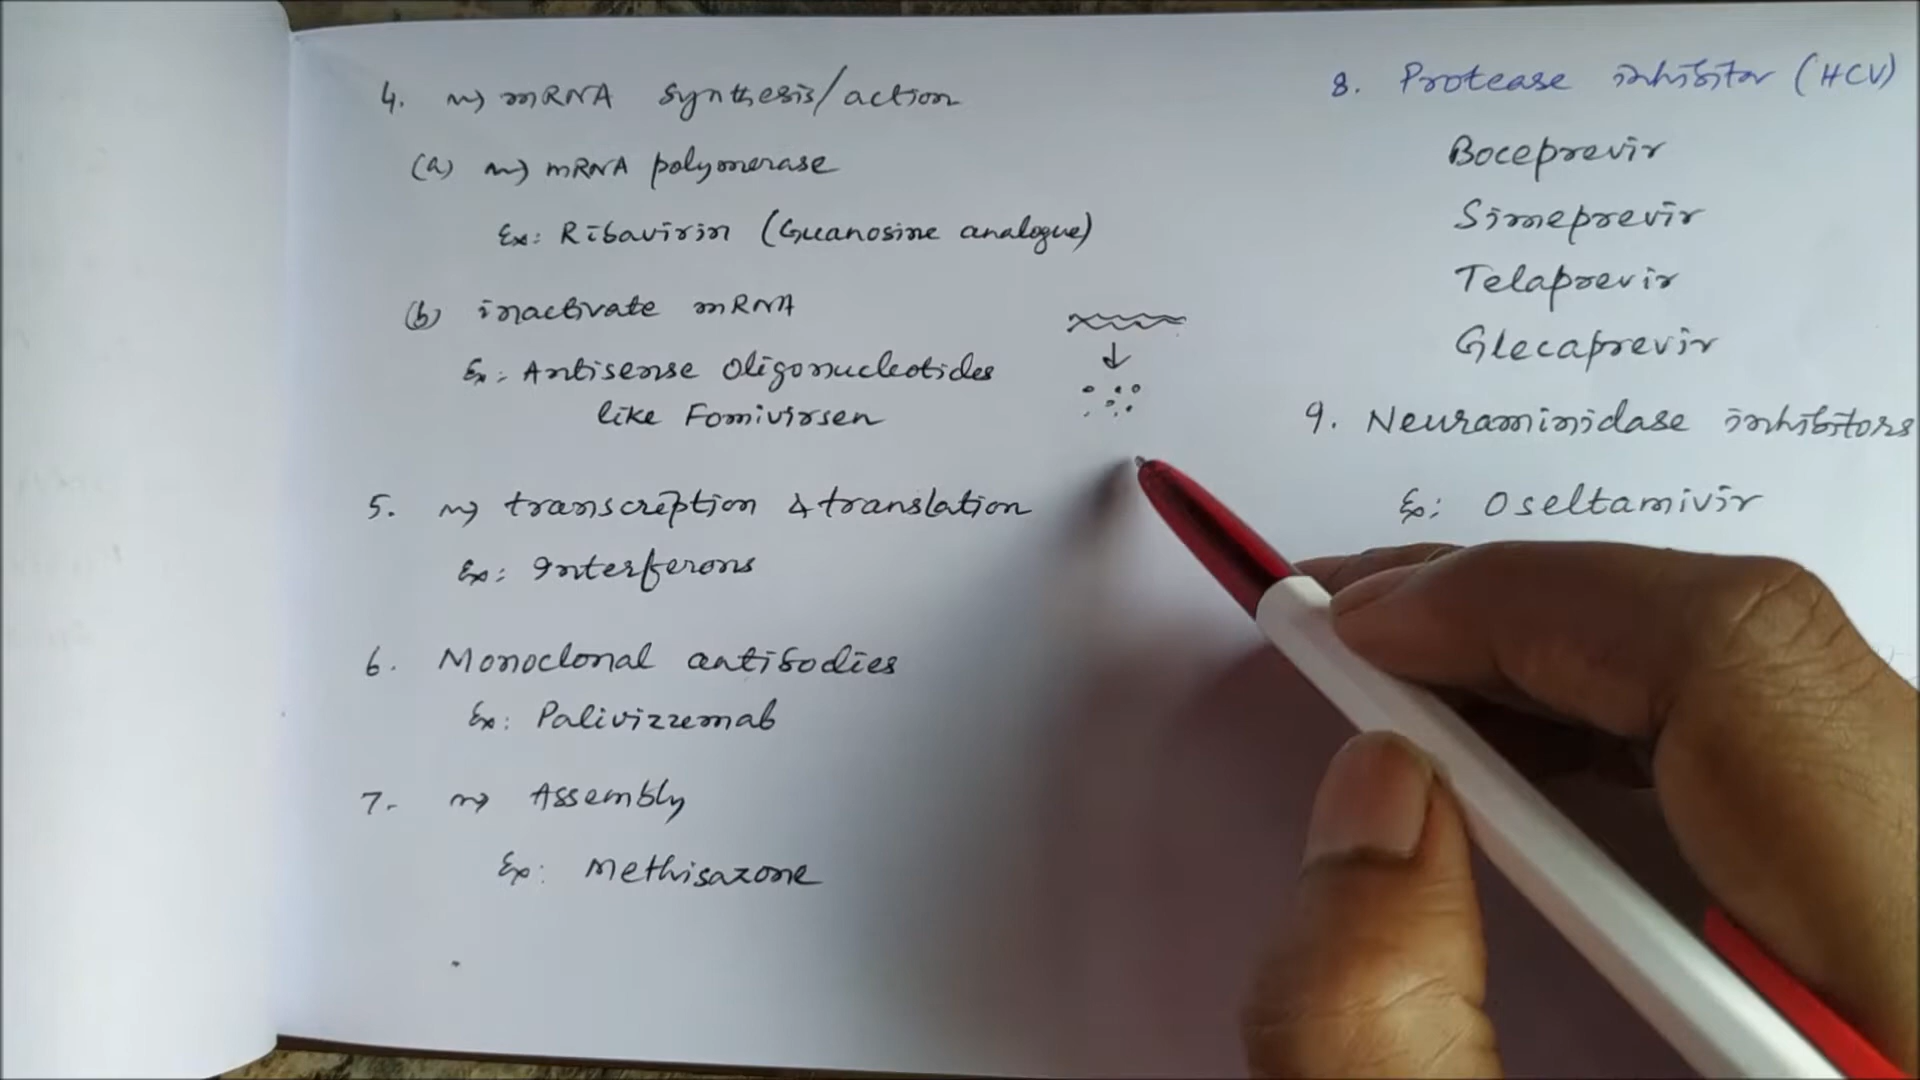 4. ⇝ mRNA synthesis/action
(a) ⇝ mRNA polymerase
Ex: Ribavirin (Guanosine analogue)
(b) inactivate mRNA
Ex: Antisense Oligonucleotides
like Fomivirsen
5. ⇝ transcription & translation
Ex: Interferons
6. Monoclonal antibodies
Ex: Palivizzemab
7. ⇝ Assembly
Ex: Methisazone
8. Protease inhibitor (HCV)
Boceprevir
Simeprevir
Telaprevir
Glecaprevir
9. Neuraminidase inhibitors
Ex: Oseltamivir